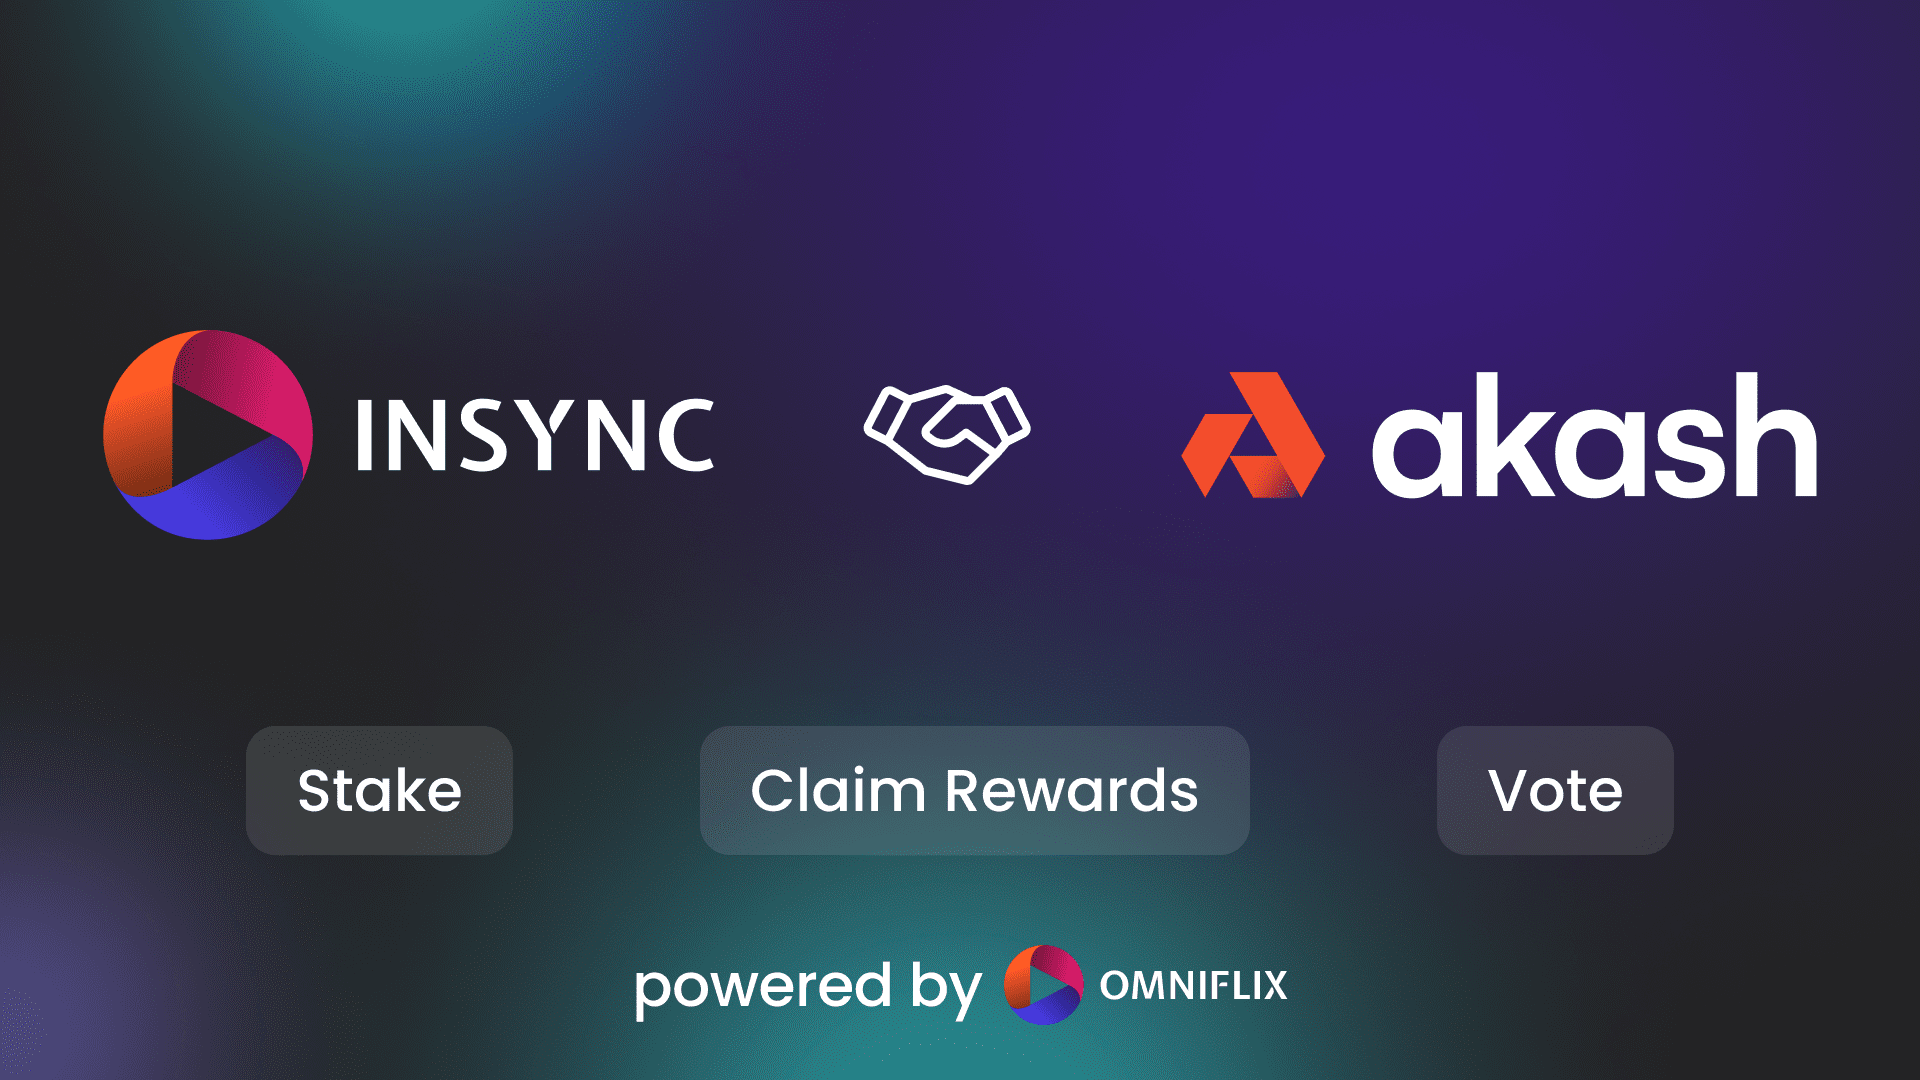 INSYNC
akash
Stake
Claim Rewards
Vote
powered by OMNIFLIX